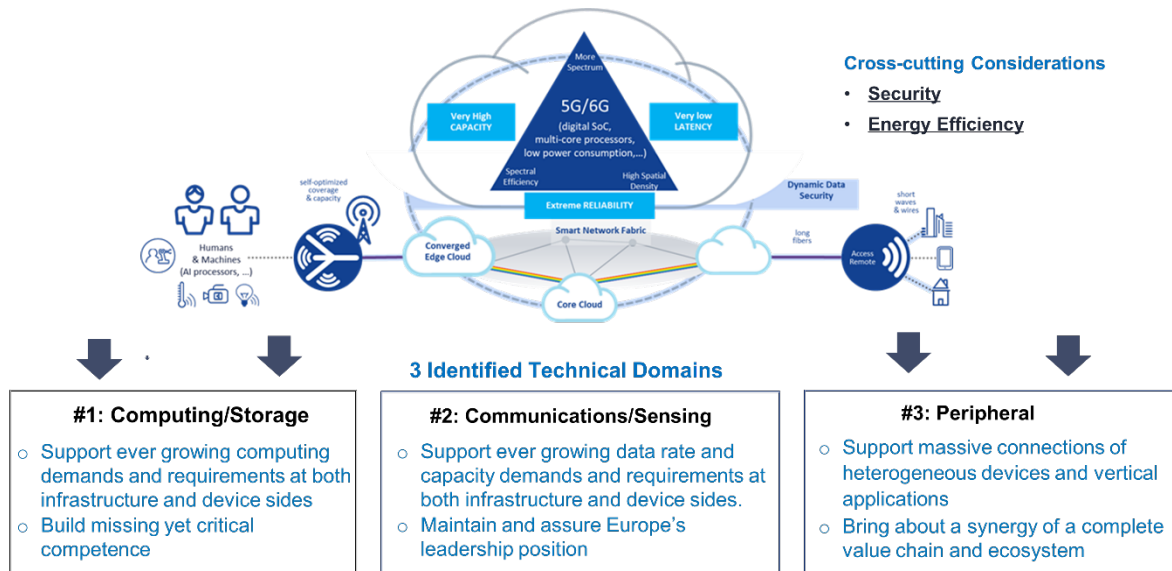 More
Spectrum
5G/6G
(digital SoC,
multi-core processors,
low power consumption,...)
Spectral
Efficiency
High Spatial
Density
Very High
CAPACITY
Very low
LATENCY
Extreme RELIABILITY
Cross-cutting Considerations
• Security
• Energy Efficiency
Dynamic Data
Security
self-optimized
coverage
& capacity
Humans
& Machines
(AI processors, ...)
Converged
Edge Cloud
Smart Network Fabric
Core Cloud
long
fibers
Access
Remote
short
waves
& wires
3 Identified Technical Domains
#1: Computing/Storage
o Support ever growing computing
demands and requirements at both
infrastructure and device sides
o Build missing yet critical
competence
#2: Communications/Sensing
o Support ever growing data rate and
capacity demands and requirements at
both infrastructure and device sides.
o Maintain and assure Europe's
leadership position
#3: Peripheral
o Support massive connections of
heterogeneous devices and vertical
applications
o Bring about a synergy of a complete
value chain and ecosystem